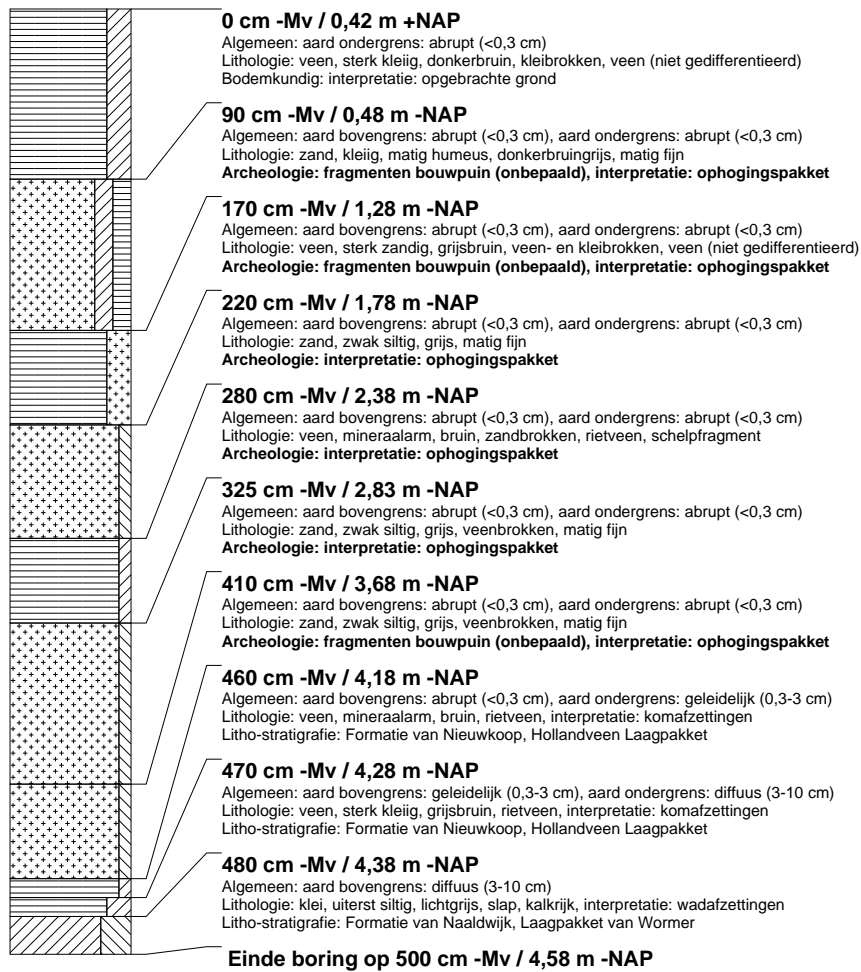 0 cm -Mv / 0,42 m +NAP
Algemeen: aard ondergrens: abrupt (<0,3 cm)
Lithologie: veen, sterk kleiig, donkerbruin, kleibrokken, veen (niet gedifferentieerd)
Bodemkundig: interpretatie: opgebrachte grond
90 cm -Mv / 0,48 m -NAP
Algemeen: aard bovengrens: abrupt (<0,3 cm), aard ondergrens: abrupt (<0,3 cm)
Lithologie: zand, kleiig, matig humeus, donkerbruingrijs, matig fijn
Archeologie: fragmenten bouwpuin (onbepaald), interpretatie: ophogingspakket
170 cm -Mv / 1,28 m -NAP
Algemeen: aard bovengrens: abrupt (<0,3 cm), aard ondergrens: abrupt (<0,3 cm)
Lithologie: veen, sterk zandig, grijsbruin, veen- en kleibrokken, veen (niet gedifferentieerd)
Archeologie: fragmenten bouwpuin (onbepaald), interpretatie: ophogingspakket
220 cm -Mv / 1,78 m -NAP
Algemeen: aard bovengrens: abrupt (<0,3 cm), aard ondergrens: abrupt (<0,3 cm)
Lithologie: zand, zwak siltig, grijs, matig fijn
Archeologie: interpretatie: ophogingspakket
280 cm -Mv / 2,38 m -NAP
Algemeen: aard bovengrens: abrupt (<0,3 cm), aard ondergrens: abrupt (<0,3 cm)
Lithologie: veen, mineraalarm, bruin, zandbrokken, rietveen, schelpfragment
Archeologie: interpretatie: ophogingspakket
325 cm -Mv / 2,83 m -NAP
Algemeen: aard bovengrens: abrupt (<0,3 cm), aard ondergrens: abrupt (<0,3 cm)
Lithologie: zand, zwak siltig, grijs, veenbrokken, matig fijn
Archeologie: interpretatie: ophogingspakket
410 cm -Mv / 3,68 m -NAP
Algemeen: aard bovengrens: abrupt (<0,3 cm), aard ondergrens: abrupt (<0,3 cm)
Lithologie: zand, zwak siltig, grijs, veenbrokken, matig fijn
Archeologie: fragmenten bouwpuin (onbepaald), interpretatie: ophogingspakket
460 cm -Mv / 4,18 m -NAP
Algemeen: aard bovengrens: abrupt (<0,3 cm), aard ondergrens: geleidelijk (0,3-3 cm)
Lithologie: veen, mineraalarm, bruin, rietveen, interpretatie: komafzettingen
Litho-stratigrafie: Formatie van Nieuwkoop, Hollandveen Laagpakket
470 cm -Mv / 4,28 m -NAP
Algemeen: aard bovengrens: geleidelijk (0,3-3 cm), aard ondergrens: diffuus (3-10 cm)
Lithologie: veen, sterk kleiig, grijsbruin, rietveen, interpretatie: komafzettingen
Litho-stratigrafie: Formatie van Nieuwkoop, Hollandveen Laagpakket
480 cm -Mv / 4,38 m -NAP
Algemeen: aard bovengrens: diffuus (3-10 cm)
Lithologie: klei, uiterst siltig, lichtgrijs, slap, kalkrijk, interpretatie: wadafzettingen
Litho-stratigrafie: Formatie van Naaldwijk, Laagpakket van Wormer
Einde boring op 500 cm -Mv / 4,58 m -NAP